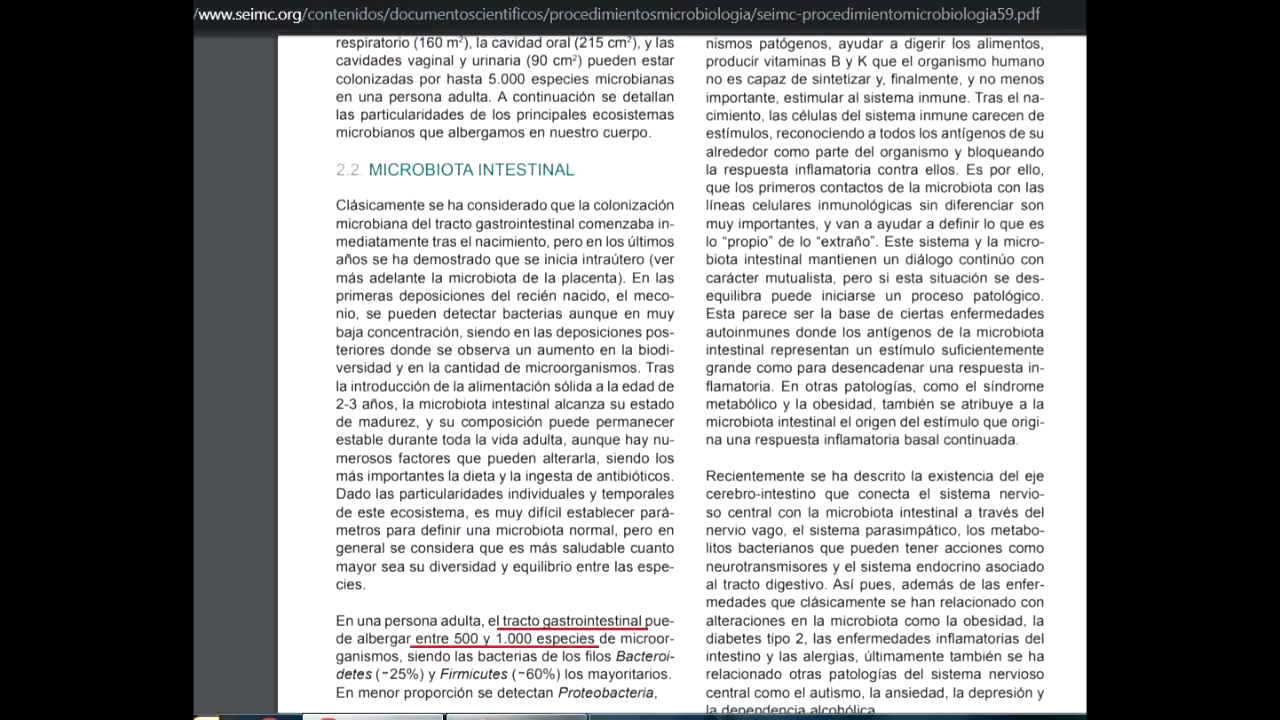 /www.seimc.org/contenidos/documentoscientificos/procedimientosmicrobiologia/seimc-procedimientomicrobiologia59.pdf
respiratorio (160 m²), la cavidad oral (215 cm²), y las
cavidades vaginal y urinaria (90 cm²) pueden estar
colonizadas por hasta 5.000 especies microbianas
en una persona adulta. A continuación se detallan
las particularidades de los principales ecosistemas
microbianos que albergamos en nuestro cuerpo.
2.2. MICROBIOTA INTESTINAL
Clásicamente se ha considerado que la colonización
microbiana del tracto gastrointestinal comenzaba in-
mediatamente tras el nacimiento, pero en los últimos
años se ha demostrado que se inicia intraútero (ver
más adelante la microbiota de la placenta). En las
primeras deposiciones del recién nacido, el meco-
nio, se pueden detectar bacterias aunque en muy
baja concentración, siendo en las deposiciones pos-
teriores donde se observa un aumento en la biodi-
versidad y en la cantidad de microorganismos. Tras
la introducción de la alimentación sólida a la edad de
2-3 años, la microbiota intestinal alcanza su estado
de madurez, y su composición puede permanecer
estable durante toda la vida adulta, aunque hay nu-
merosos factores que pueden alterarla, siendo los
más importantes la dieta y la ingesta de antibióticos.
Dado las particularidades individuales y temporales
de este ecosistema, es muy difícil establecer pará-
metros para definir una microbiota normal, pero en
general se considera que es más saludable cuanto
mayor sea su diversidad y equilibrio entre las espe-
cies.
En una persona adulta, el tracto gastrointestinal pue-
de albergar entre 500 y 1.000 especies de microor-
ganismos, siendo las bacterias de los filos Bacteroi-
detes (~25%) y Firmicutes (~60%) los mayoritarios.
En menor proporción se detectan Proteobacteria,
nismos patógenos, ayudar a digerir los alimentos,
producir vitaminas B y K que el organismo humano
no es capaz de sintetizar y, finalmente, y no menos
importante, estimular al sistema inmune. Tras el na-
cimiento, las células del sistema inmune carecen de
estímulos, reconociendo a todos los antígenos de su
alrededor como parte del organismo y bloqueando
la respuesta inflamatoria contra ellos. Es por ello,
que los primeros contactos de la microbiota con las
líneas celulares inmunológicas sin diferenciar son
muy importantes, y van a ayudar a definir lo que es
lo “propio” de lo “extraño”. Este sistema y la micro-
biota intestinal mantienen un diálogo continúo con
carácter mutualista, pero si esta situación se des-
equilibra puede iniciarse un proceso patológico.
Esta parece ser la base de ciertas enfermedades
autoinmunes donde los antígenos de la microbiota
intestinal representan un estímulo suficientemente
grande como para desencadenar una respuesta in-
flamatoria. En otras patologías, como el síndrome
metabólico y la obesidad, también se atribuye a la
microbiota intestinal el origen del estímulo que origi-
na una respuesta inflamatoria basal continuada.
Recientemente se ha descrito la existencia del eje
cerebro-intestino que conecta el sistema nervio-
so central con la microbiota intestinal a través del
nervio vago, el sistema parasimpático, los metabo-
litos bacterianos que pueden tener acciones como
neurotransmisores y el sistema endocrino asociado
al tracto digestivo. Así pues, además de las enfer-
medades que clásicamente se han relacionado con
alteraciones en la microbiota como la obesidad, la
diabetes tipo 2, las enfermedades inflamatorias del
intestino y las alergias, últimamente también se ha
relacionado otras patologías del sistema nervioso
central como el autismo, la ansiedad, la depresión y
la dependencia alcohólica.